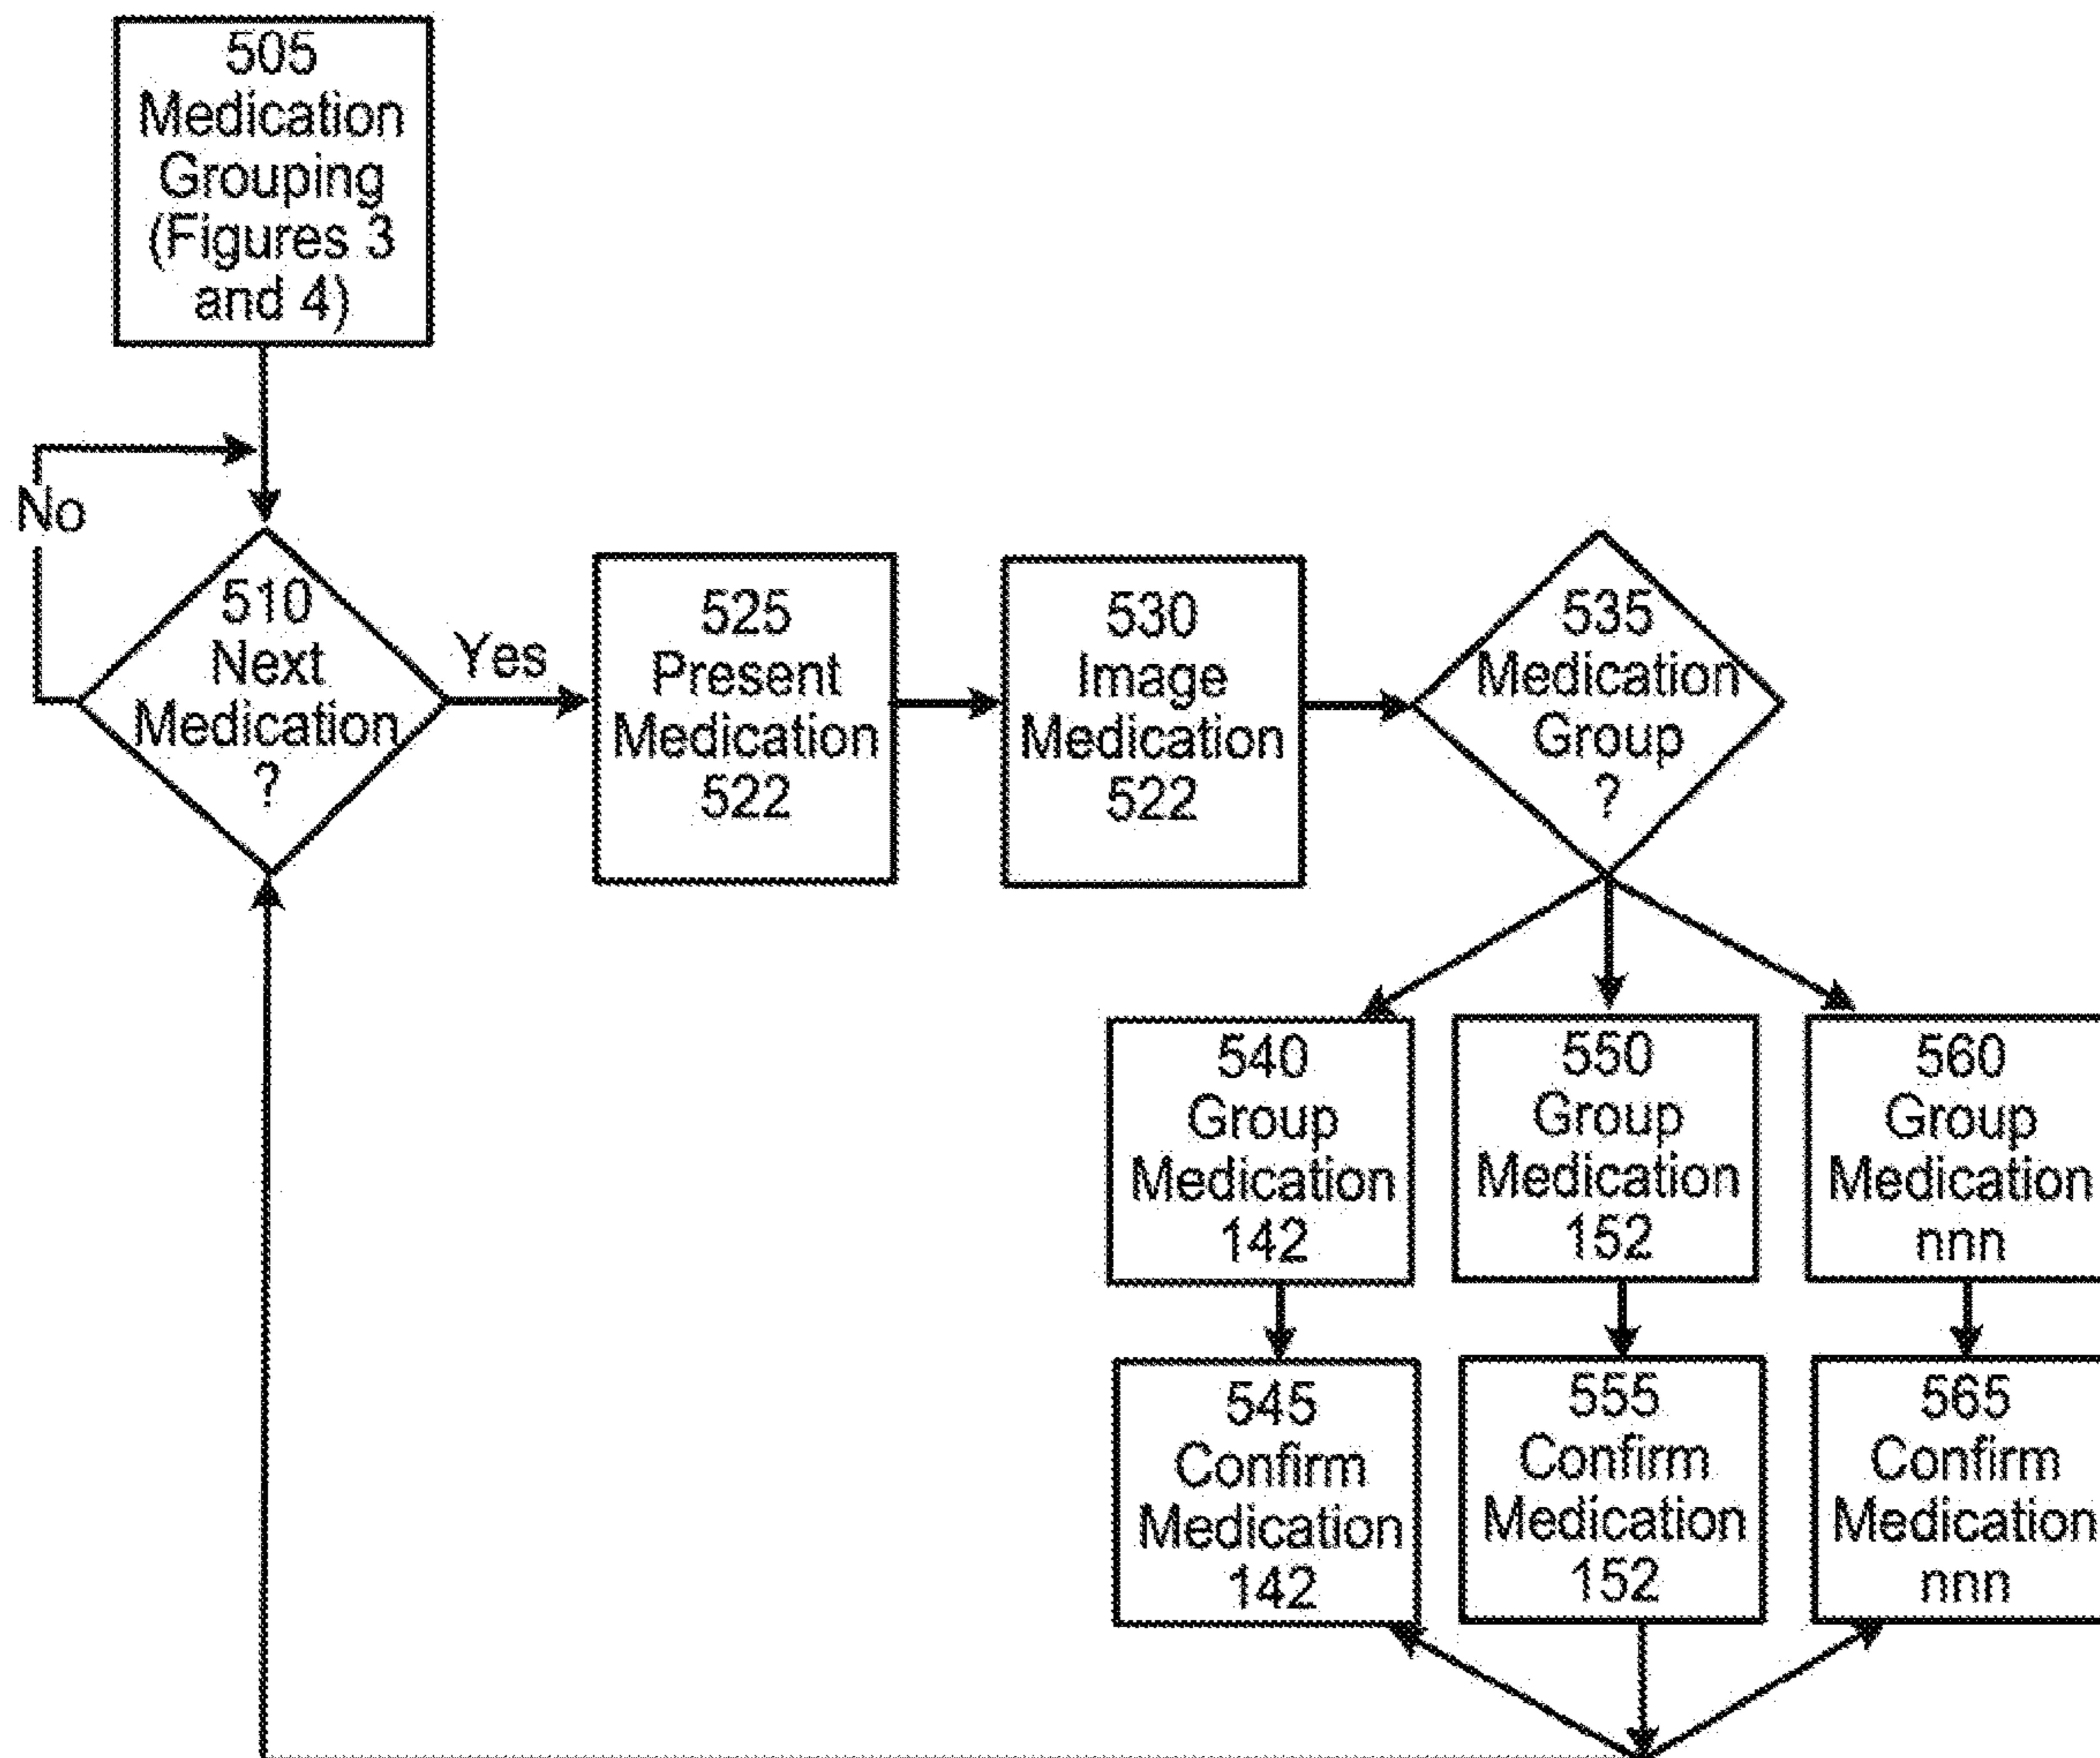 505
Medication
Grouping
(Figures 3
and 4)
No
510
Next
Medication
?
Yes
525
Present
Medication
522
530
Image
Medication
522
535
Medication
Group
?
540
Group
Medication
142
550
Group
Medication
152
560
Group
Medication
nnn
545
Confirm
Medication
142
555
Confirm
Medication
152
565
Confirm
Medication
nnn